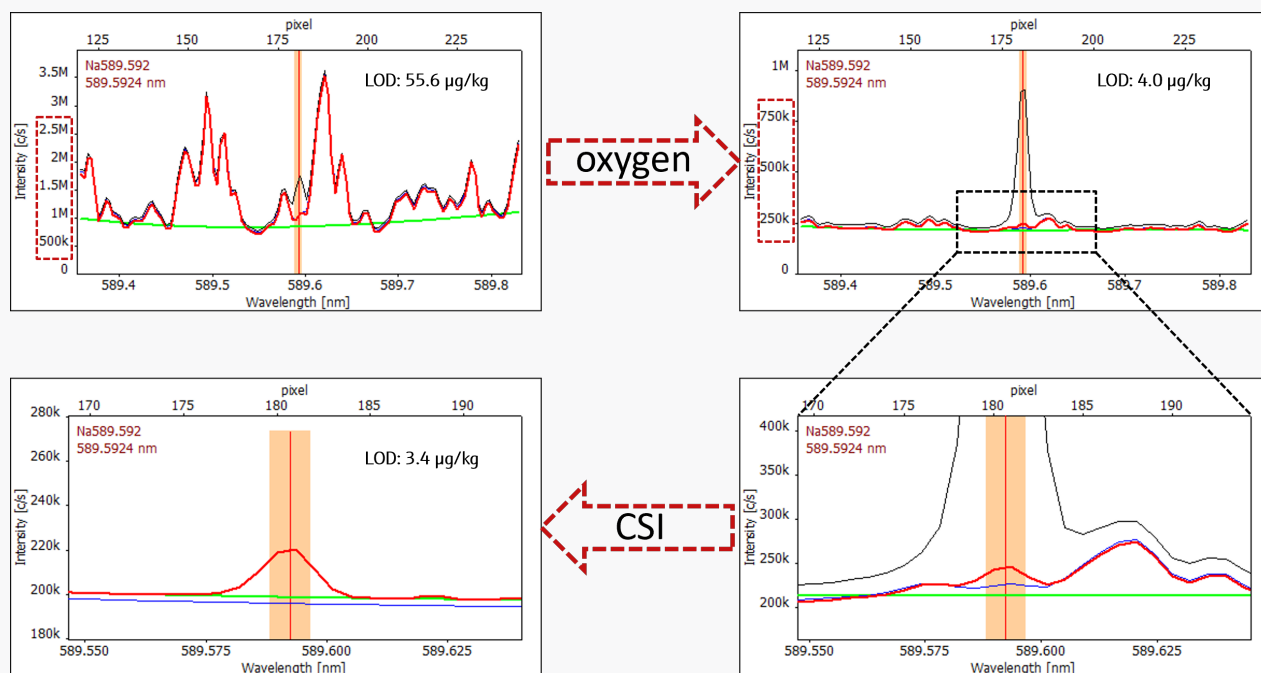 pixel
125 150 175 200 225
Na589.592
589.5924 nm
LOD: 55.6 µg/kg
Intensity [c/s]
3.5M
3M
2.5M
2M
1.5M
1M
500k
0
589.4 589.5 589.6 589.7 589.8
Wavelength [nm]
oxygen
pixel
125 150 175 200 225
Na589.592
589.5924 nm
LOD: 4.0 µg/kg
Intensity [c/s]
1M
750k
500k
250k
0
589.4 589.5 589.6 589.7 589.8
Wavelength [nm]
pixel
170 175 180 185 190
Na589.592
589.5924 nm
LOD: 3.4 µg/kg
Intensity [c/s]
280k
260k
240k
220k
200k
180k
589.550 589.575 589.600 589.625
Wavelength [nm]
CSI
pixel
170 175 180 185 190
Na589.592
589.5924 nm
Intensity [c/s]
400k
350k
300k
250k
200k
589.550 589.575 589.600 589.625
Wavelength [nm]